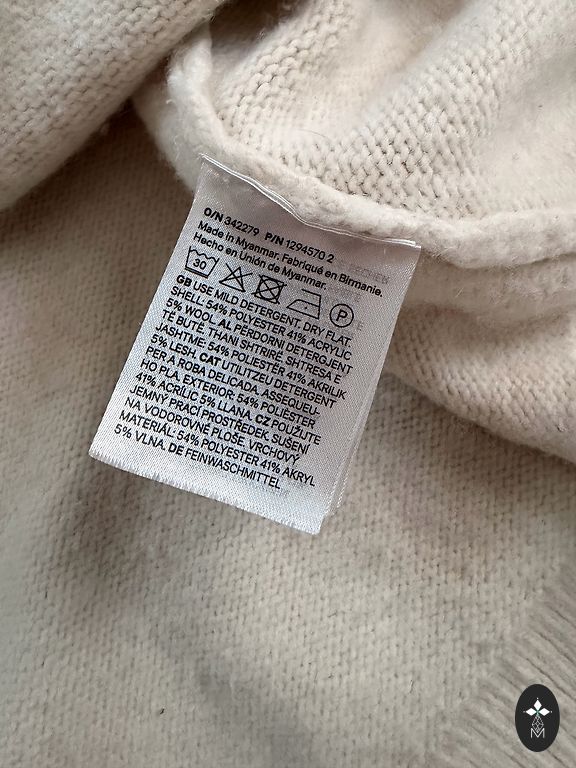 O/N 342279 P/N 1294570 2
Made in Myanmar. Fabriqué en Birmanie.
Hecho en Unión de Myanmar.
30
P
GB USE MILD DETERGENT, DRY FLAT.
SHELL: 54% POLYESTER 41% ACRYLIC
5% WOOL. AL PËRDORNI DETERGJENT
TË BUTË, THANI SHTRIRË. SHTRESA E
JASHTME: 54% POLIESTËR 41% AKRILIK
5% LESH. CAT UTILITZEU DETERGENT
PER A ROBA DELICADA, ASSEQUEU-
HO PLA. EXTERIOR: 54% POLIÈSTER
41% ACRÍLIC 5% LLANA. CZ POUŽIJTE
JEMNÝ PRACÍ PROSTŘEDEK. SUŠENÍ
NA VODOROVNÉ PLOŠE. VRCHOVÝ
MATERIÁL: 54% POLYESTER 41% AKRYL
5% VLNA. DE FEINWASCHMITTEL
M